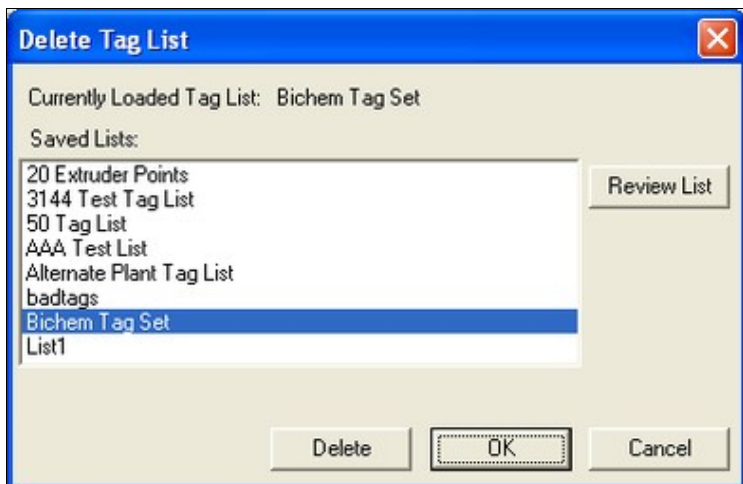 Delete Tag List
Currently Loaded Tag List: Bichem Tag Set
Saved Lists:
20 Extruder Points
3144 Test Tag List
50 Tag List
AAA Test List
Alternate Plant Tag List
badtags
Bichem Tag Set
List1
Review List
Delete OK Cancel